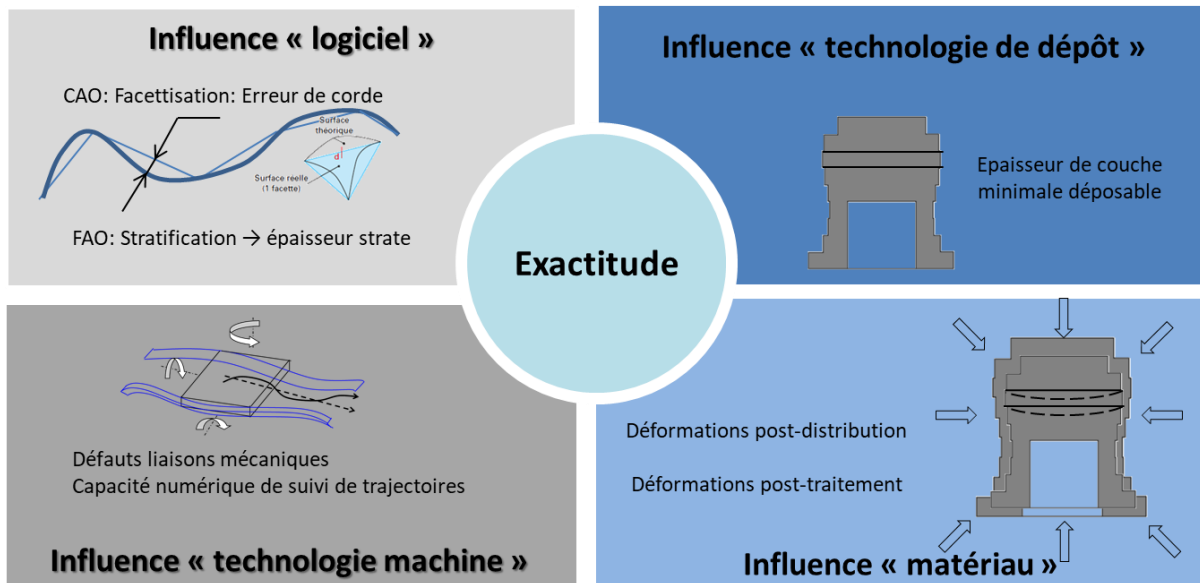 Influence « logiciel »
CAO: Facettisation: Erreur de corde
Surface
théorique
d
Surface réelle
(1 facette)
FAO: Stratification → épaisseur strate
Influence « technologie de dépôt »
Epaisseur de couche
minimale déposable
Exactitude
Défauts liaisons mécaniques
Capacité numérique de suivi de trajectoires
Influence « technologie machine »
Déformations post-distribution
Déformations post-traitement
Influence « matériau »